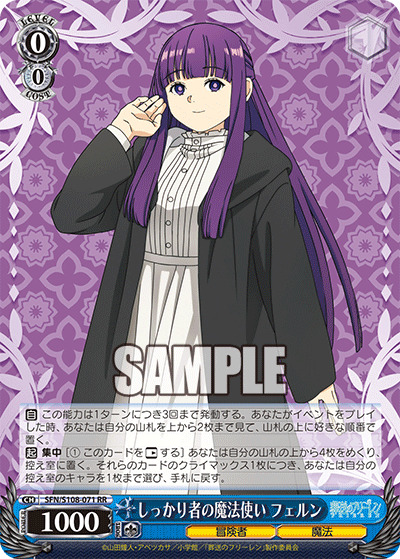 LEVEL
0
0
COST
SAMPLE
自 この能力は1ターンにつき3回まで発動する。あなたがイベントをプレイ
した時、あなたは自分の山札を上から2枚まで見て、山札の上に好きな順番で
置く。
起 集中 [① このカードを する] あなたは自分の山札の上から4枚をめくり、
控え室に置く。それらのカードのクライマックス1枚につき、あなたは自分の
控え室のキャラを1枚まで選び、手札に戻す。
CH SFN/S108-071 RR
しっかり者の魔法使い フェルン
1000
冒険者
魔法
葬送のフリーレン
©山田鐘人・アベツカサ／小学館／「葬送のフリーレン」製作委員会